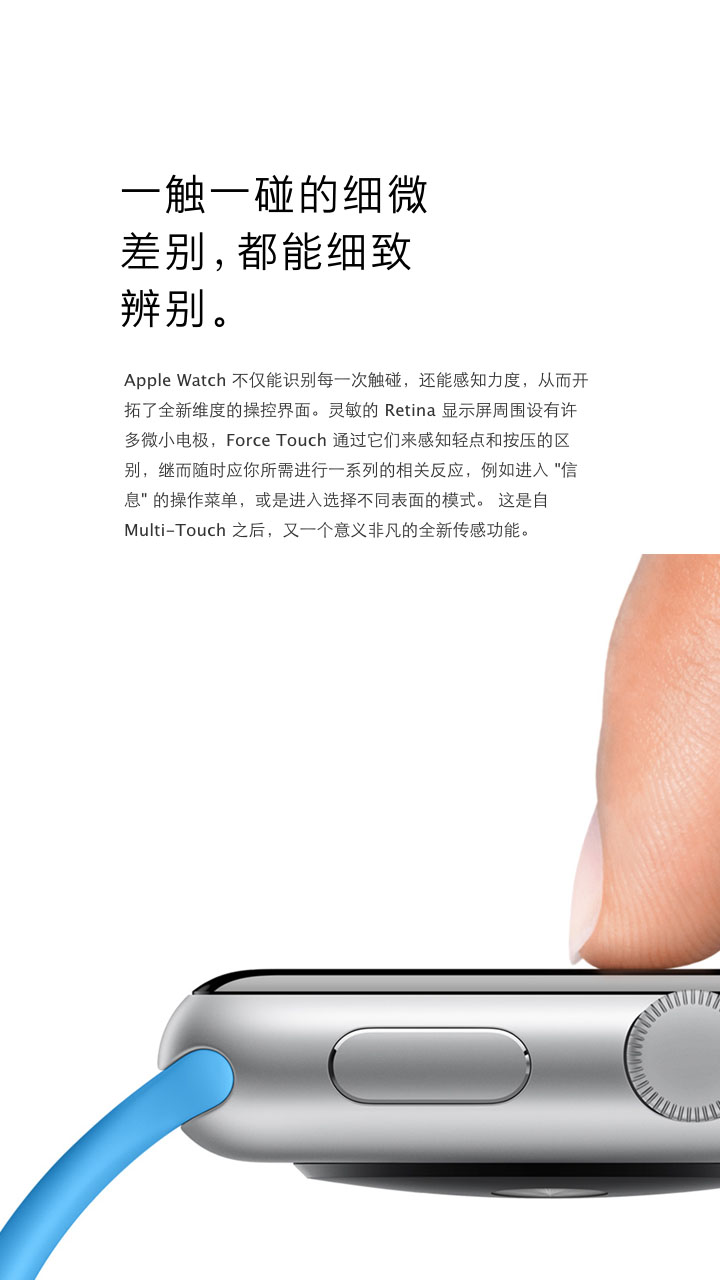 一触一碰的细微
差别，都能细致
辨别。
Apple Watch 不仅能识别每一次触碰，还能感知力度，从而开
拓了全新维度的操控界面。灵敏的 Retina 显示屏周围设有许
多微小电极，Force Touch 通过它们来感知轻点和按压的区
别，继而随时应你所需进行一系列的相关反应，例如进入 "信
息" 的操作菜单，或是进入选择不同表面的模式。 这是自
Multi-Touch 之后，又一个意义非凡的全新传感功能。